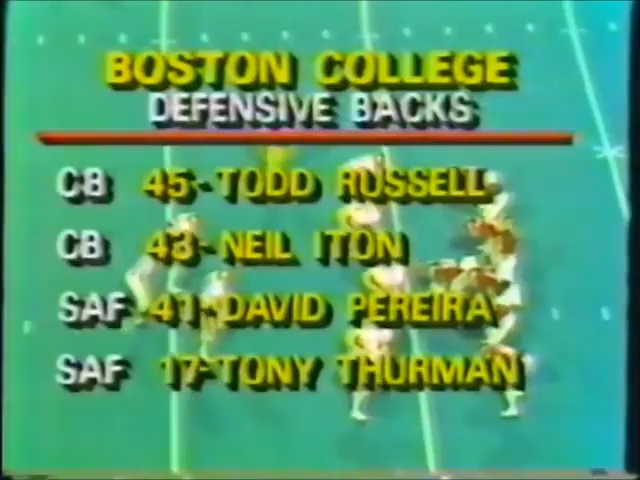 BOSTON COLLEGE
DEFENSIVE BACKS
CB 45-TODD RUSSELL
CB 43-NEIL ITON
SAF 41-DAVID PEREIRA
SAF 17-TONY THURMAN